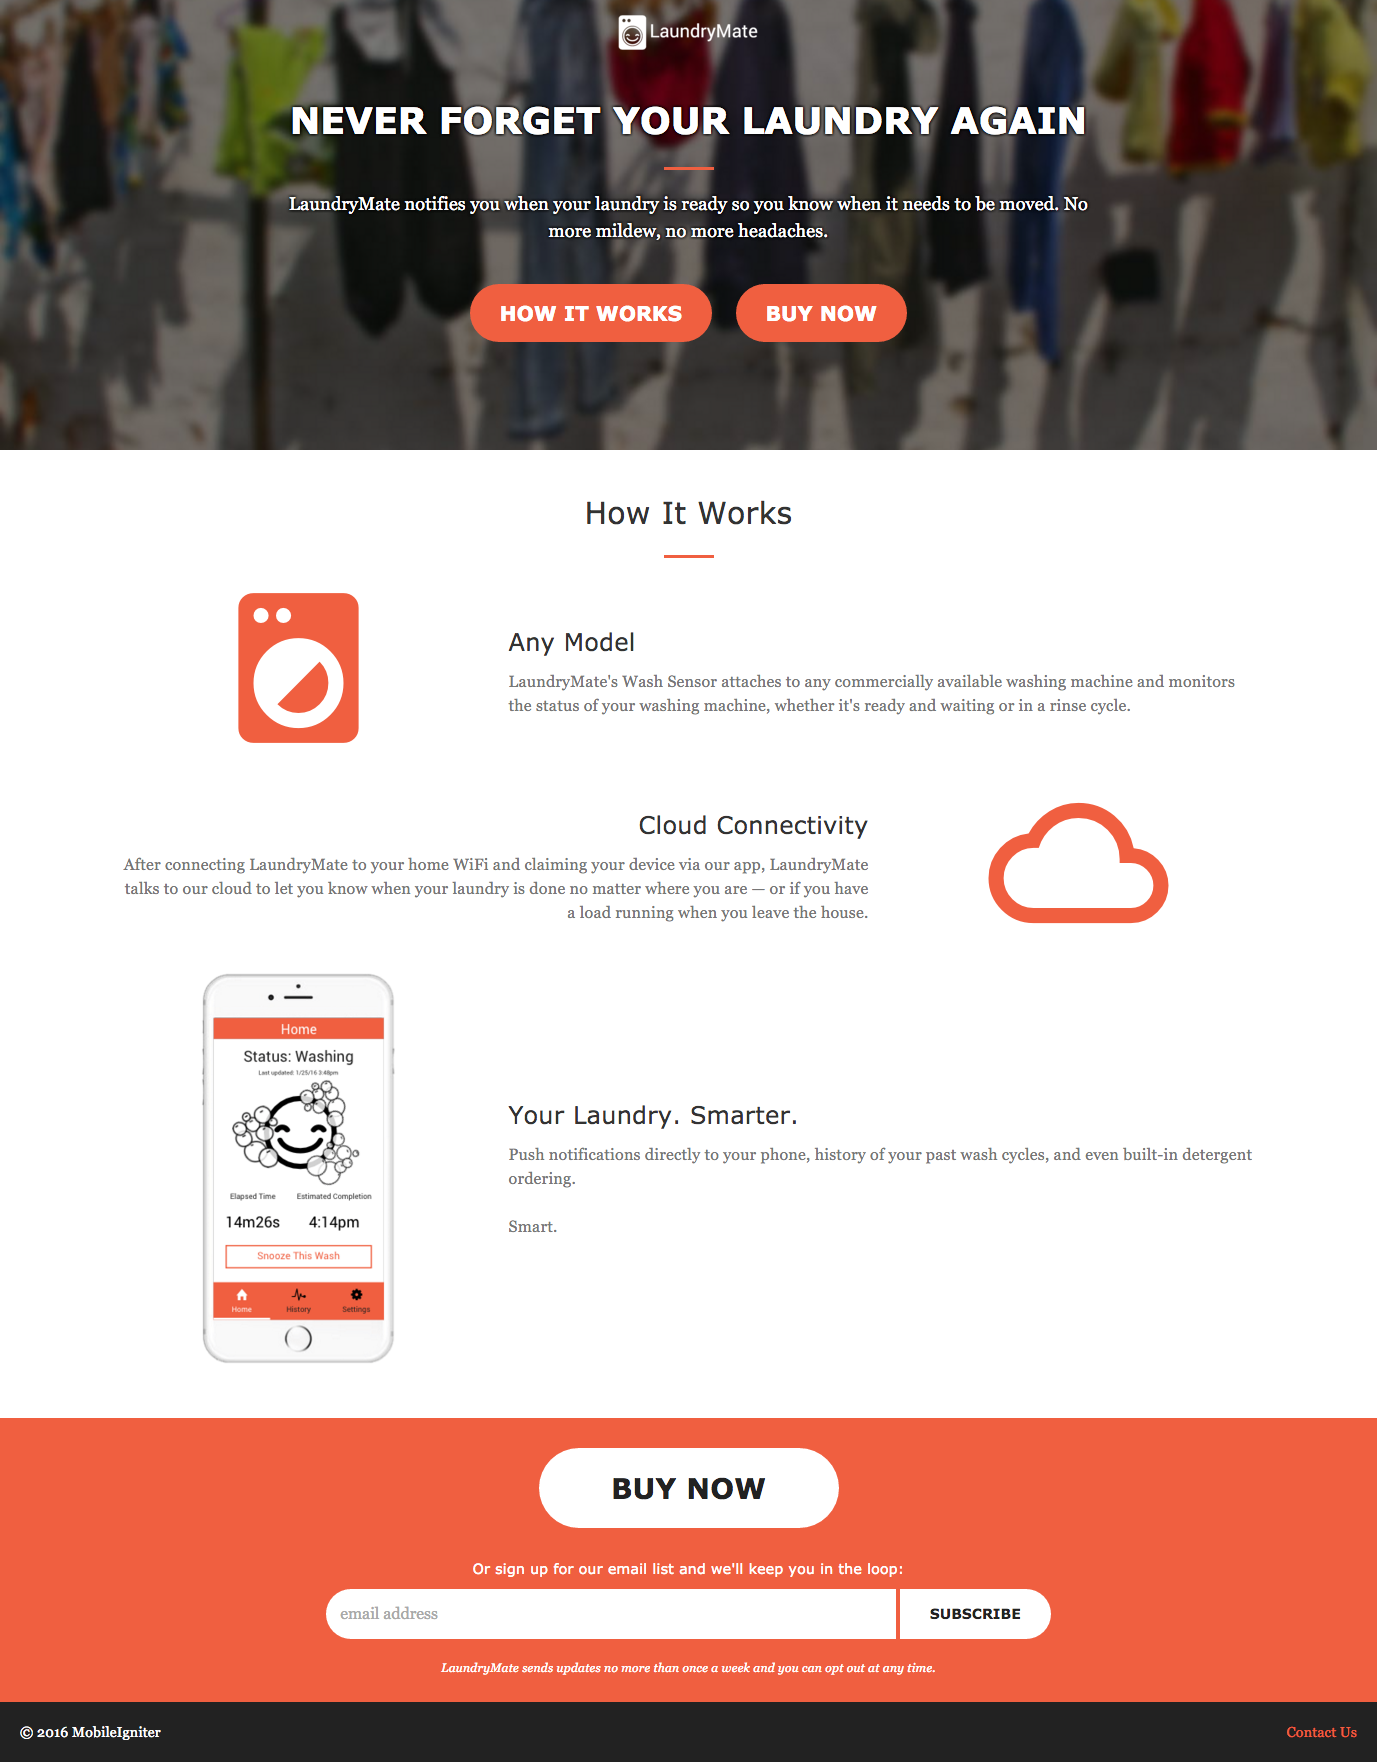 LaundryMate
NEVER FORGET YOUR LAUNDRY AGAIN
LaundryMate notifies you when your laundry is ready so you know when it needs to be moved. No
more mildew, no more headaches.
HOW IT WORKS
BUY NOW
How It Works
Any Model
LaundryMate's Wash Sensor attaches to any commercially available washing machine and monitors
the status of your washing machine, whether it's ready and waiting or in a rinse cycle.
Cloud Connectivity
After connecting LaundryMate to your home WiFi and claiming your device via our app, LaundryMate
talks to our cloud to let you know when your laundry is done no matter where you are — or if you have
a load running when you leave the house.
Home
Status: Washing
Last updated: 1/25/16 3:48pm
Elapsed Time
Estimated Completion
14m26s
4:14pm
Snooze This Wash
Home
History
Settings
Your Laundry. Smarter.
Push notifications directly to your phone, history of your past wash cycles, and even built-in detergent
ordering.
Smart.
BUY NOW
Or sign up for our email list and we'll keep you in the loop:
email address
SUBSCRIBE
LaundryMate sends updates no more than once a week and you can opt out at any time.
© 2016 MobileIgniter
Contact Us